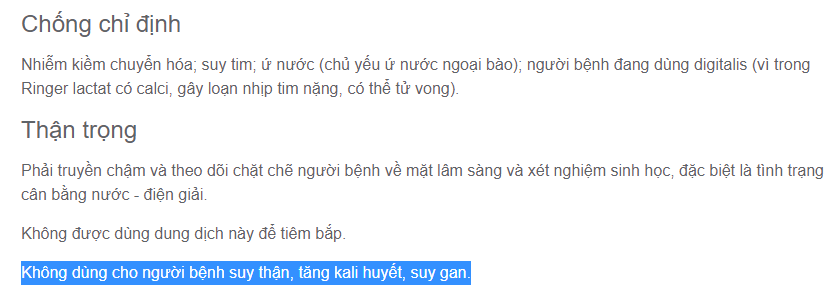 Chống chỉ định
Nhiễm kiềm chuyển hóa; suy tim; ứ nước (chủ yếu ứ nước ngoại bào); người bệnh đang dùng digitalis (vì trong
Ringer lactat có calci, gây loạn nhịp tim nặng, có thể tử vong).
Thận trọng
Phải truyền chậm và theo dõi chặt chẽ người bệnh về mặt lâm sàng và xét nghiệm sinh học, đặc biệt là tình trạng
cân bằng nước - điện giải.
Không được dùng dung dịch này để tiêm bắp.
Không dùng cho người bệnh suy thận, tăng kali huyết, suy gan.